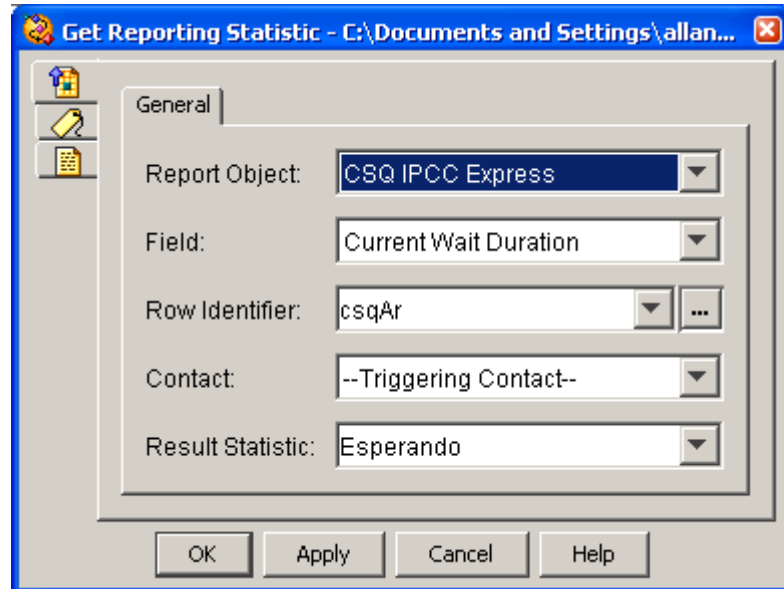 Get Reporting Statistic - C:\Documents and Settings\allan...
General
Report Object: CSQ IPCC Express
Field: Current Wait Duration
Row Identifier: csqAr ...
Contact: --Triggering Contact--
Result Statistic: Esperando
OK Apply Cancel Help